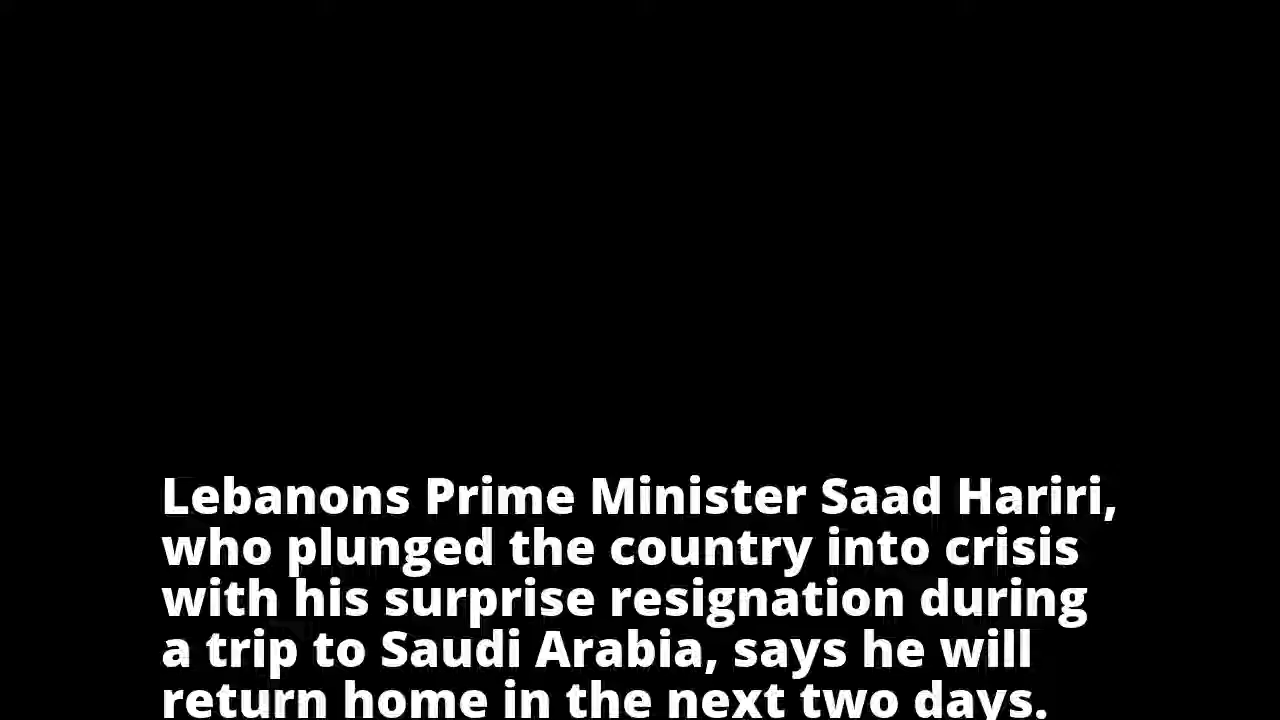 Lebanons Prime Minister Saad Hariri,
who plunged the country into crisis
with his surprise resignation during
a trip to Saudi Arabia, says he will
return home in the next two days.